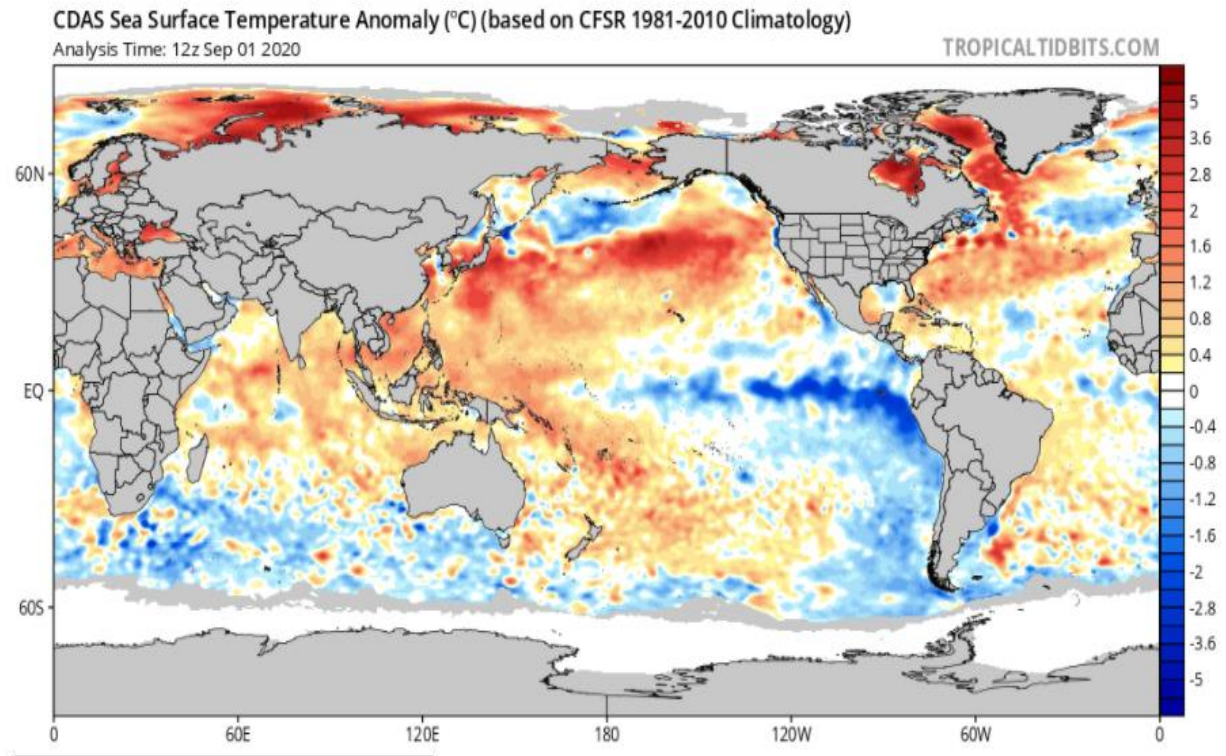 CDAS Sea Surface Temperature Anomaly (°C) (based on CFSR 1981-2010 Climatology)
Analysis Time: 12z Sep 01 2020
TROPICALTIDBITS.COM
5
3.6
2.8
2
1.6
1.2
0.8
0.4
0
-0.4
-0.8
-1.2
-1.6
-2
-2.8
-3.6
-5
60N
EQ
60S
0
60E
120E
180
120W
60W
0